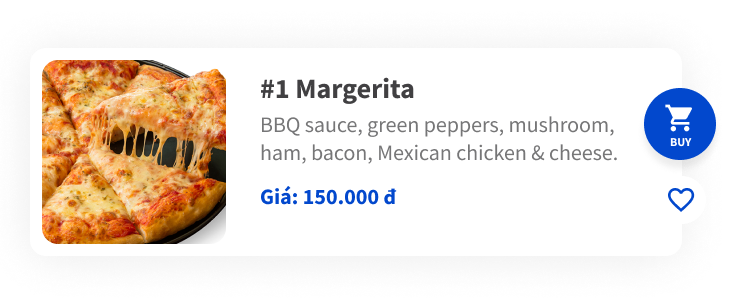 #1 Margerita
BBQ sauce, green peppers, mushroom,
ham, bacon, Mexican chicken & cheese.
Giá: 150.000 đ
BUY